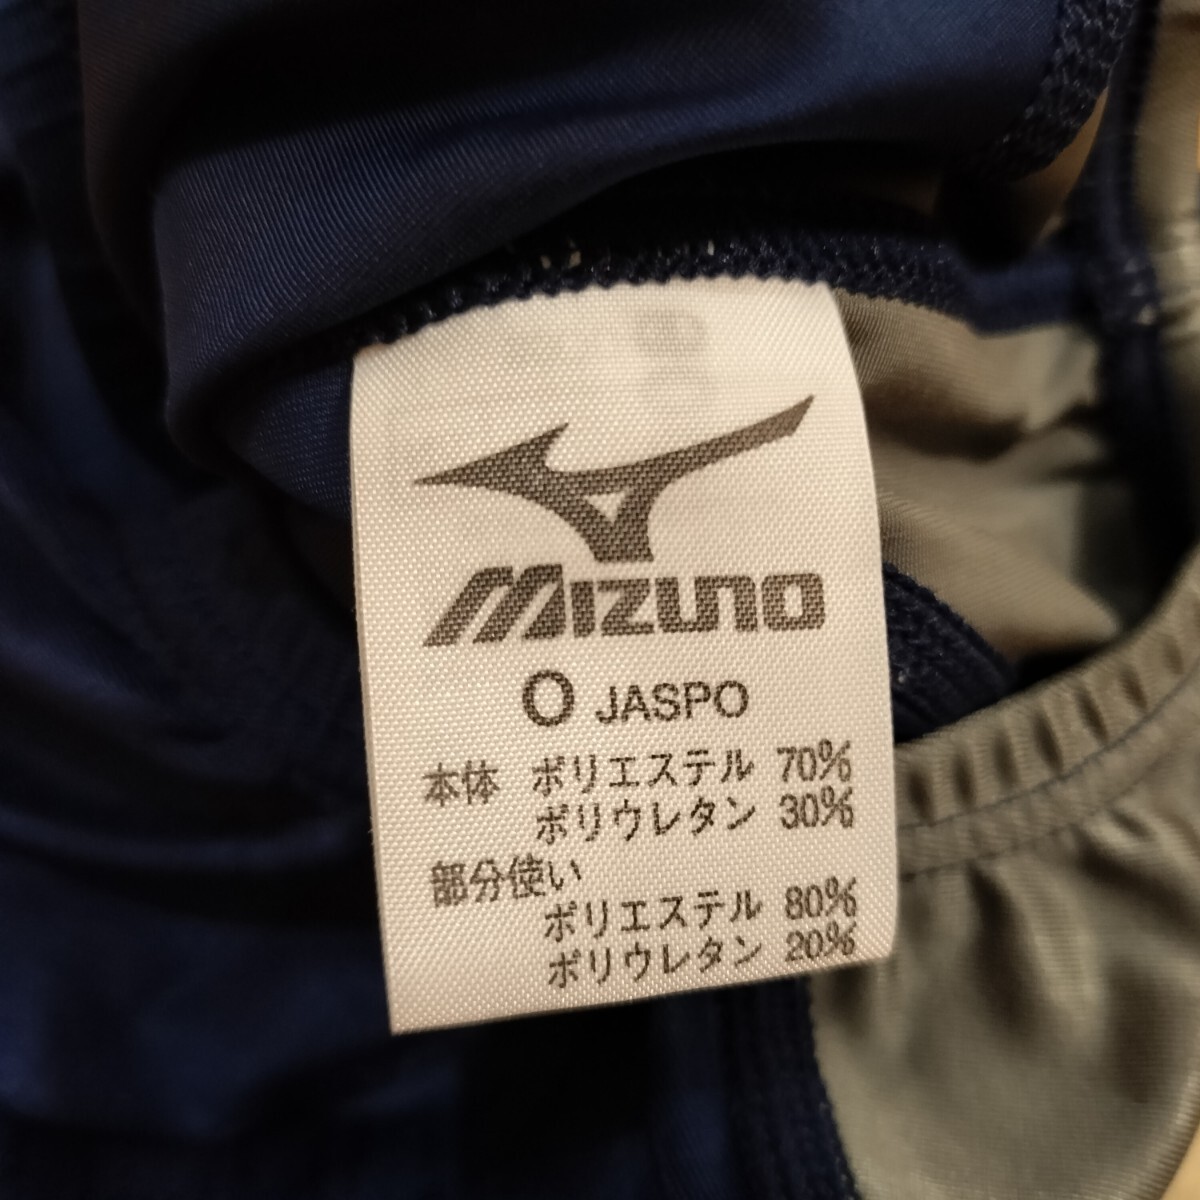 MIZUNO
O JASPO
本体 ポリエステル 70%
ポリウレタン 30%
部分使い
ポリエステル 80%
ポリウレタン 20%